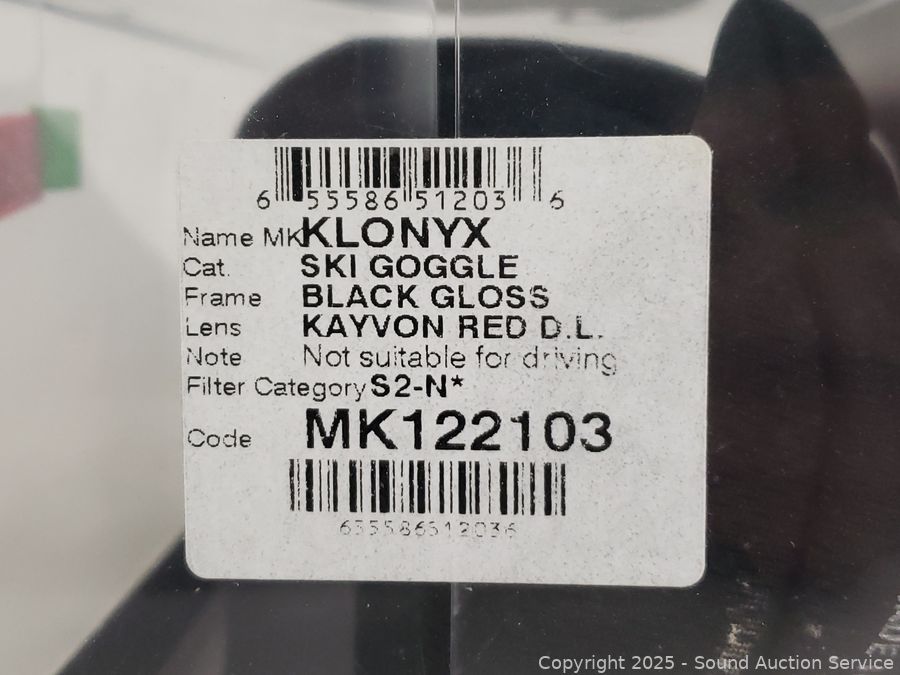 6 55586 51203 6
Name MK KLONYX
Cat. SKI GOGGLE
Frame BLACK GLOSS
Lens KAYVON RED D.L.
Note Not suitable for driving
Filter Category S2-N*
Code MK122103
655586512036
Copyright 2025 - Sound Auction Service